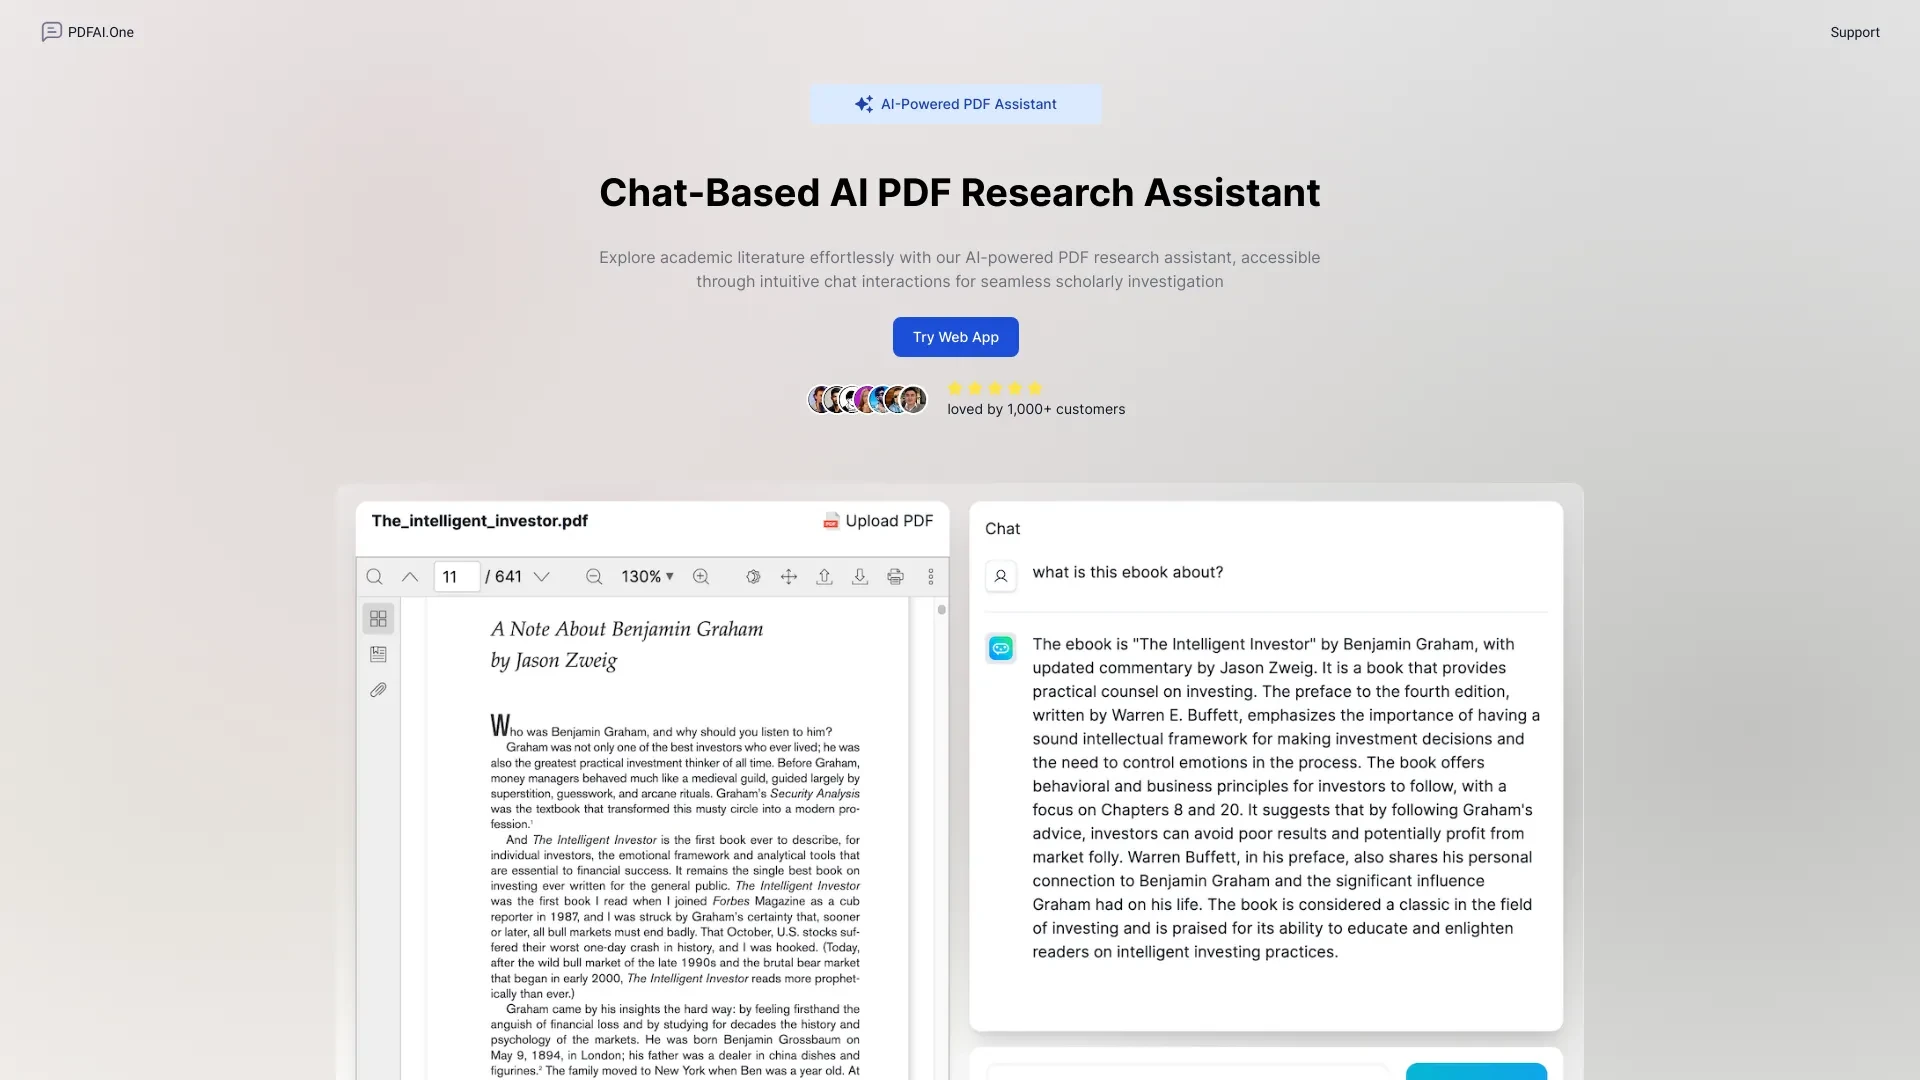 PDFAI.One
Support
AI-Powered PDF Assistant
Chat-Based AI PDF Research Assistant
Explore academic literature effortlessly with our AI-powered PDF research assistant, accessible
through intuitive chat interactions for seamless scholarly investigation
Try Web App
loved by 1,000+ customers
The_intelligent_investor.pdf
Upload PDF
11 / 641
130%
A Note About Benjamin Graham
by Jason Zweig
Who was Benjamin Graham, and why should you listen to him?
Graham was not only one of the best investors who ever lived; he was
also the greatest practical investment thinker of all time. Before Graham,
money managers behaved much like a medieval guild, guided largely by
superstition, guesswork, and arcane rituals. Graham's Security Analysis
was the textbook that transformed this musty circle into a modern pro-
fession.¹
And The Intelligent Investor is the first book ever to describe, for
individual investors, the emotional framework and analytical tools that
are essential to financial success. It remains the single best book on
investing ever written for the general public. The Intelligent Investor
was the first book I read when I joined Forbes Magazine as a cub
reporter in 1987, and I was struck by Graham's certainty that, sooner
or later, all bull markets must end badly. That October, U.S. stocks suf-
fered their worst one-day crash in history, and I was hooked. (Today,
after the wild bull market of the late 1990s and the brutal bear market
that began in early 2000, The Intelligent Investor reads more prophet-
ically than ever.)
Graham came by his insights the hard way: by feeling firsthand the
anguish of financial loss and by studying for decades the history and
psychology of the markets. He was born Benjamin Grossbaum on
May 9, 1894, in London; his father was a dealer in china dishes and
figurines.² The family moved to New York when Ben was a year old. At
Chat
what is this ebook about?
The ebook is "The Intelligent Investor" by Benjamin Graham, with
updated commentary by Jason Zweig. It is a book that provides
practical counsel on investing. The preface to the fourth edition,
written by Warren E. Buffett, emphasizes the importance of having a
sound intellectual framework for making investment decisions and
the need to control emotions in the process. The book offers
behavioral and business principles for investors to follow, with a
focus on Chapters 8 and 20. It suggests that by following Graham's
advice, investors can avoid poor results and potentially profit from
market folly. Warren Buffett, in his preface, also shares his personal
connection to Benjamin Graham and the significant influence
Graham had on his life. The book is considered a classic in the field
of investing and is praised for its ability to educate and enlighten
readers on intelligent investing practices.